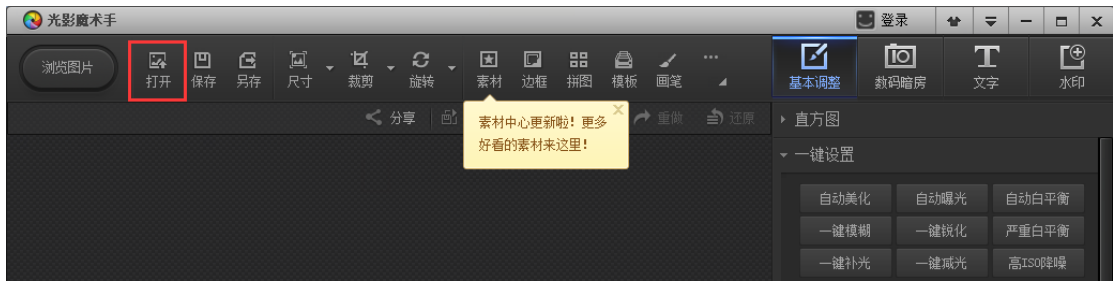 光影魔术手
登录
浏览图片
打开
保存
另存
尺寸
裁剪
旋转
素材
边框
拼图
模板
画笔
基本调整
数码暗房
文字
水印
分享
重做
还原
素材中心更新啦！更多
好看的素材来这里！
直方图
一键设置
自动美化
自动曝光
自动白平衡
一键模糊
一键锐化
严重白平衡
一键补光
一键减光
高ISO降噪